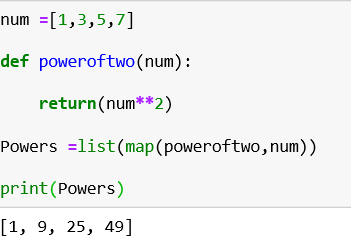 num =[1,3,5,7]
def poweroftwo(num):
    return(num**2)
Powers =list(map(poweroftwo,num))
print(Powers)
[1, 9, 25, 49]